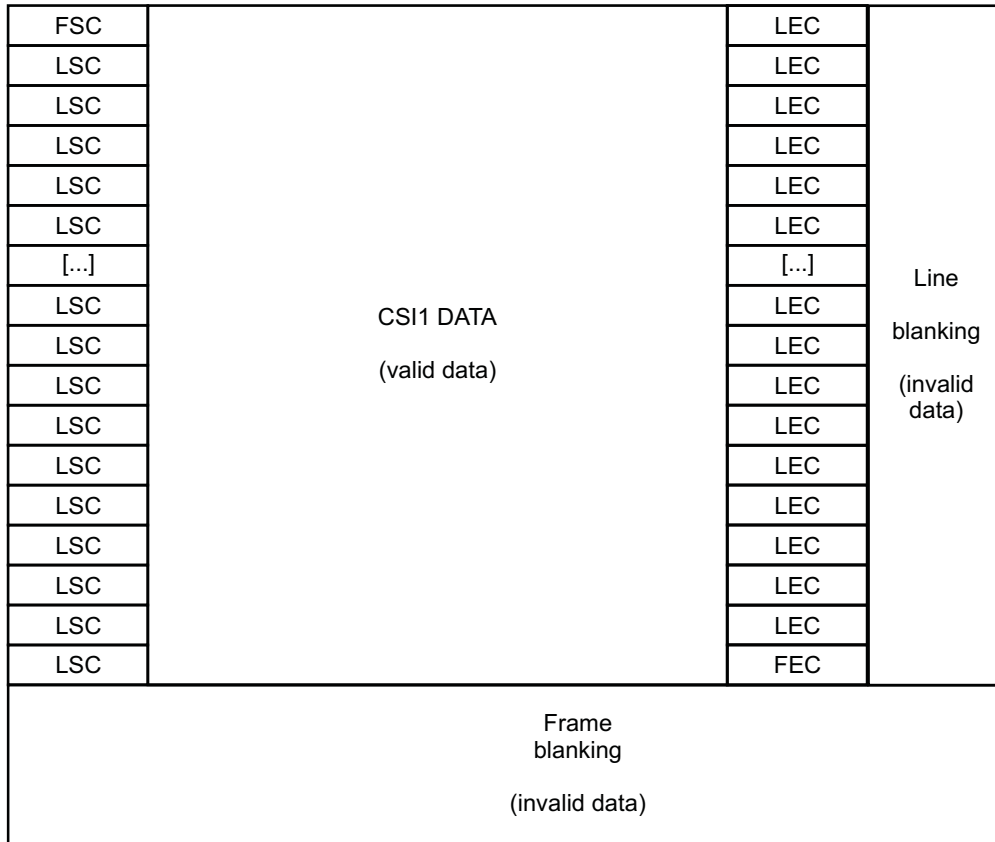 FSC LEC
LSC LEC
LSC LEC
LSC LEC
LSC LEC
LSC LEC
[...] [...]
LSC LEC
LSC LEC
LSC LEC
LSC LEC
LSC LEC
LSC LEC
LSC LEC
LSC LEC
LSC LEC
LSC FEC
CSI1 DATA
(valid data)
Line
blanking
(invalid
data)
Frame
blanking
(invalid data)